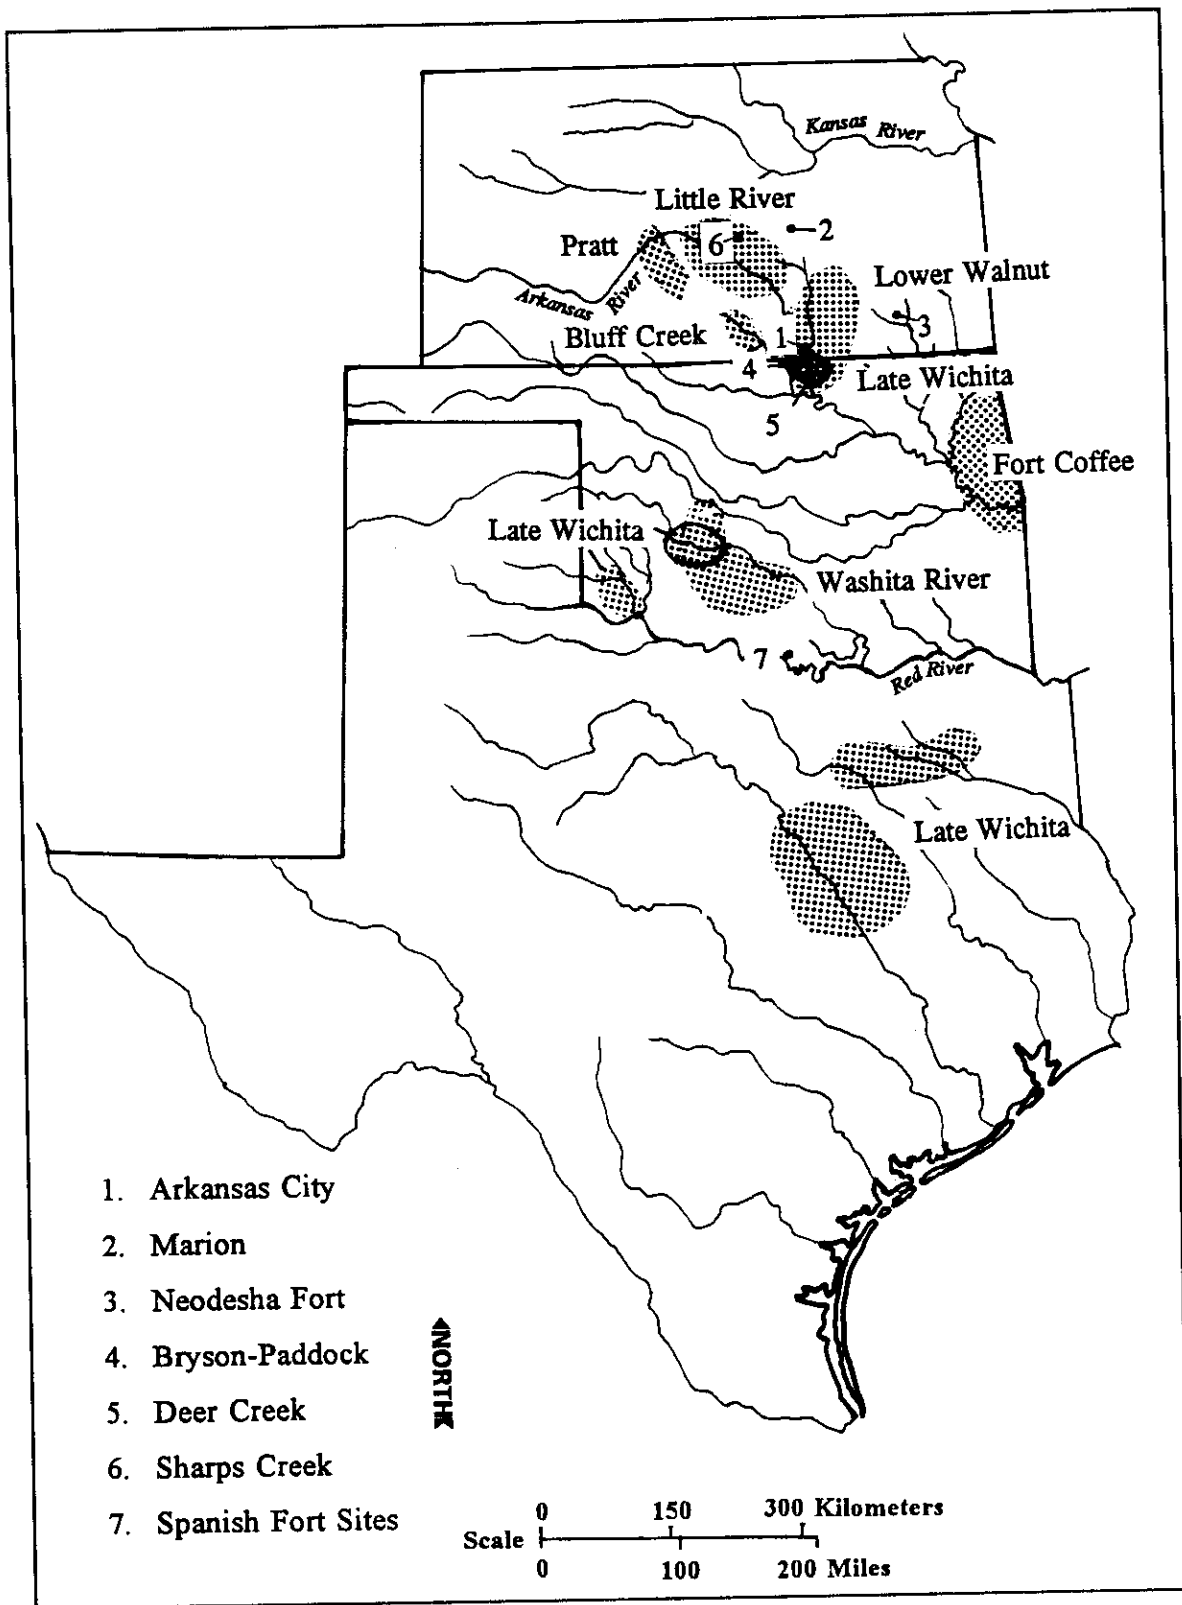 Kansas River
Little River
6
2
Pratt
Arkansas River
Lower Walnut
Bluff Creek
1
3
4
Late Wichita
5
Fort Coffee
Late Wichita
Washita River
7
Red River
Late Wichita
1. Arkansas City
2. Marion
3. Neodesha Fort
4. Bryson-Paddock
5. Deer Creek
6. Sharps Creek
7. Spanish Fort Sites
NORTH
0 150 300 Kilometers
Scale
0 100 200 Miles